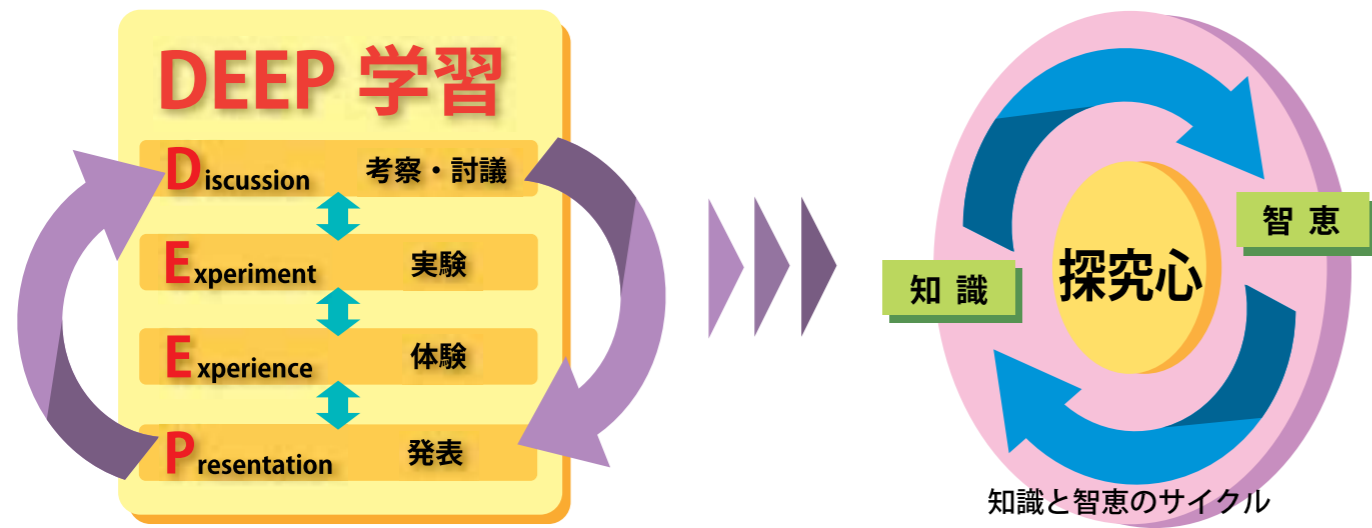 DEEP 学習
Discussion 考察・討議
Experiment 実験
Experience 体験
Presentation 発表
智恵
知識
探究心
知識と智恵のサイクル